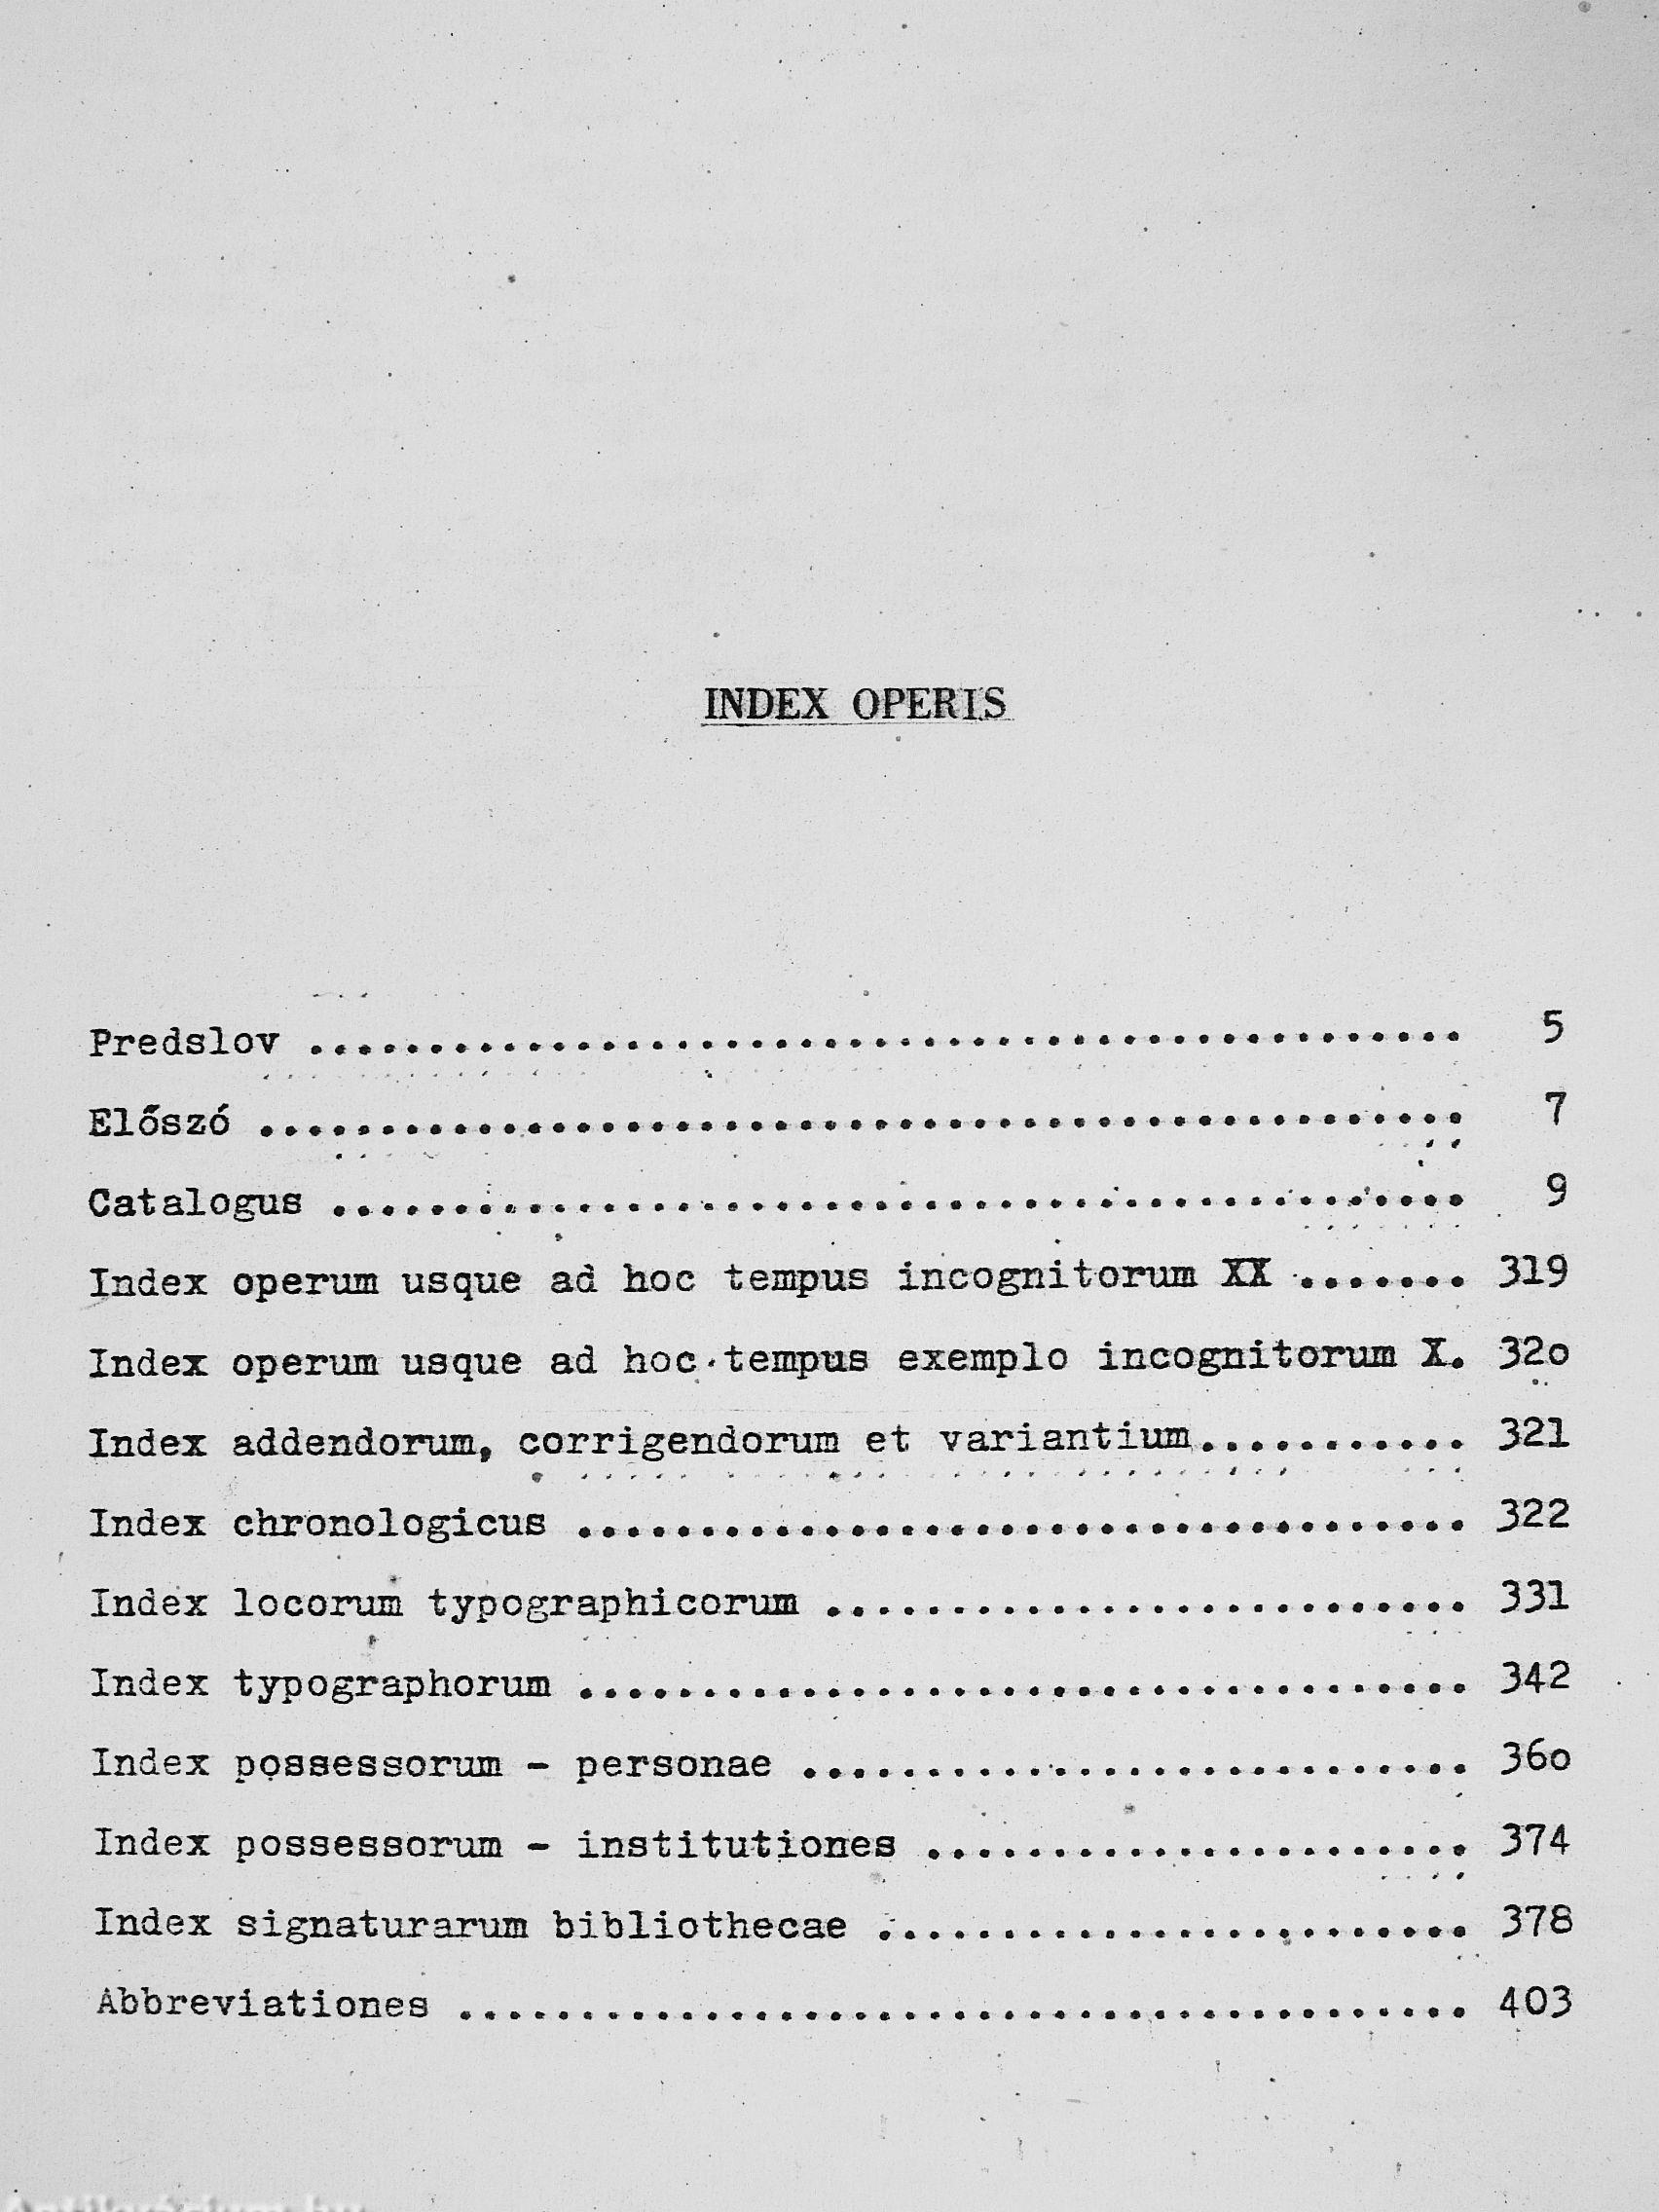 INDEX OPERIS
Predslov ............................................... 5
Előszó ................................................. 7
Catalogus .............................................. 9
Index operum usque ad hoc tempus incognitorum XX ....... 319
Index operum usque ad hoc tempus exemplo incognitorum X. 32o
Index addendorum, corrigendorum et variantium........... 321
Index chronologicus .................................... 322
Index locorum typographicorum .......................... 331
Index typographorum .................................... 342
Index possessorum - personae ........................... 36o
Index possessorum - institutiones ...................... 374
Index signaturarum bibliothecae ........................ 378
Abbreviationes ......................................... 403